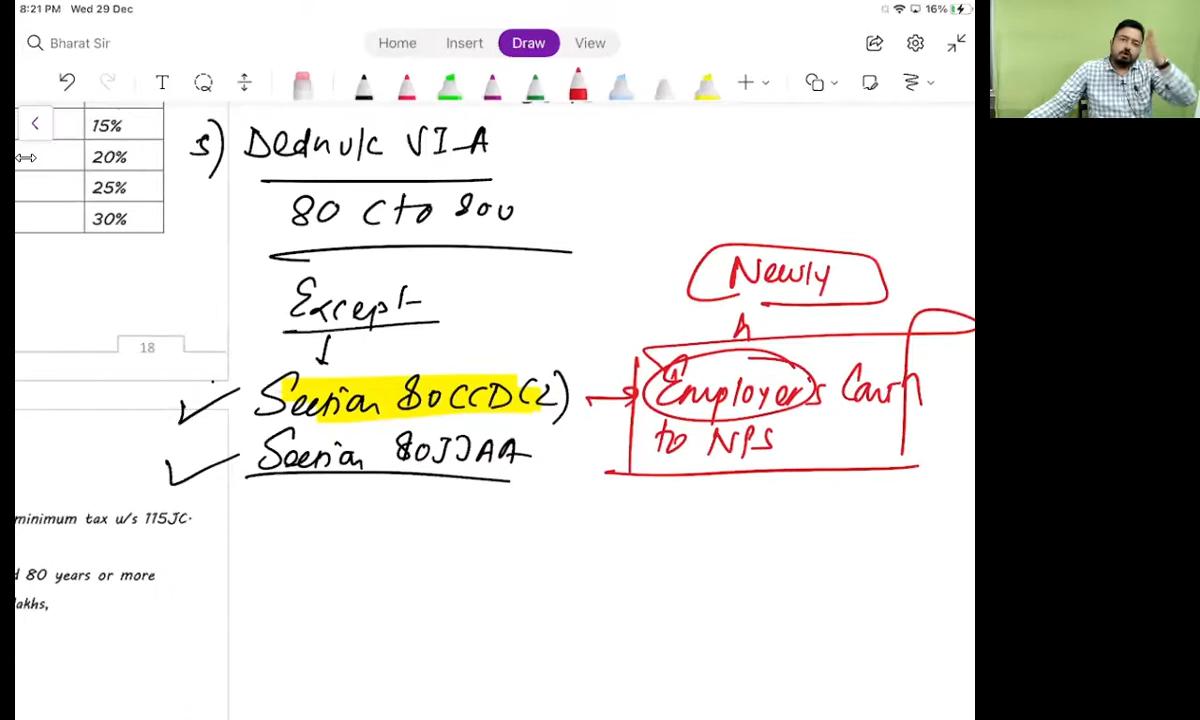 8:21 PM Wed 29 Dec
16%
Bharat Sir
Home Insert Draw View
15%
20%
25%
30%
18
minimum tax u/s 115JC.
d 80 years or more
lakhs,
5) Dedn u/c VI-A
80 C to 80U
Except
Section 80CCD(2)
Section 80JJAA
Newly
Employer's Contn
to NPS